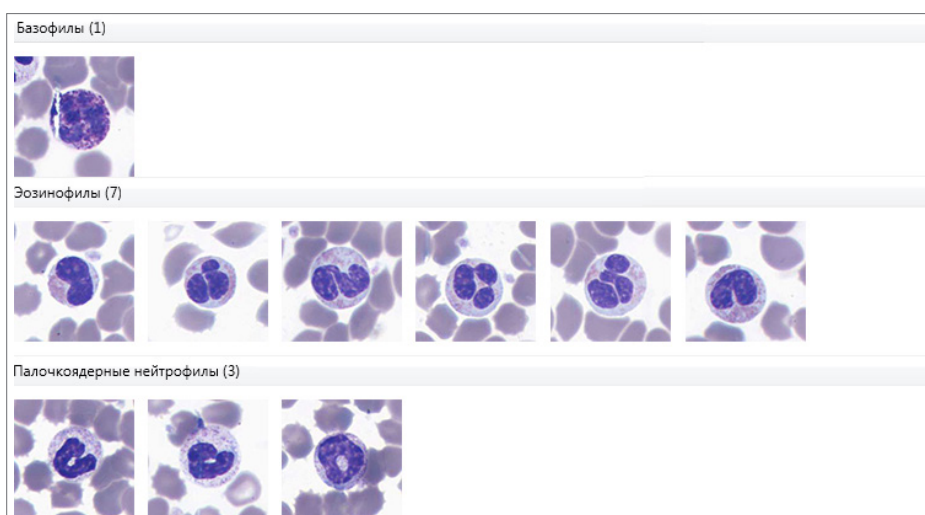 Базофилы (1)
Эозинофилы (7)
Палочкоядерные нейтрофилы (3)